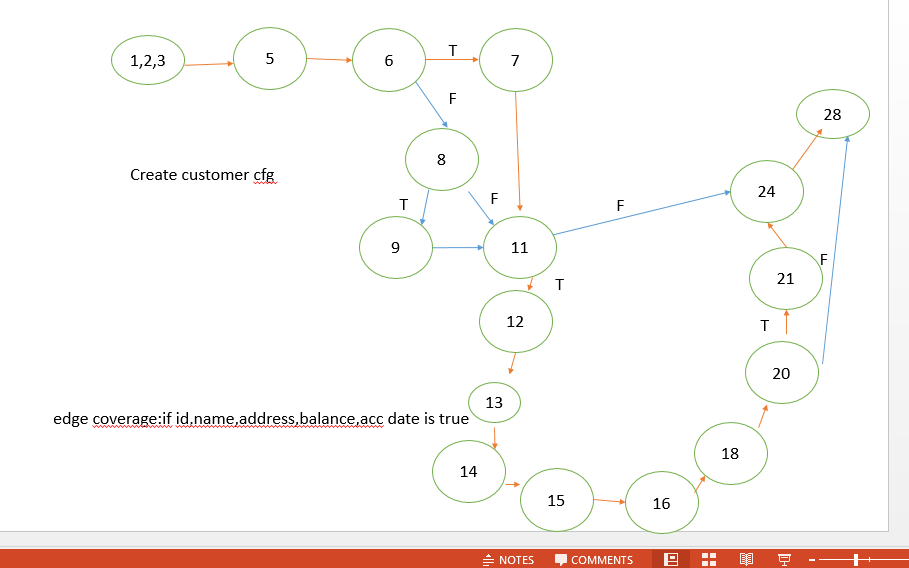 1,2,3
5
6
T
7
F
28
8
Create customer cfg
24
T
F
F
9
11
F
21
T
12
T
20
13
edge coverage:if id,name,address,balance,acc date is true
18
14
15
16
NOTES
COMMENTS